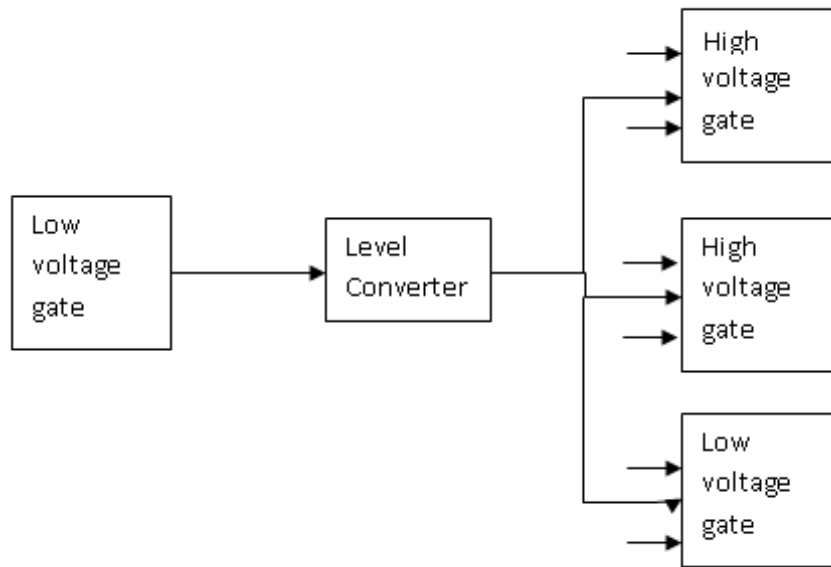 High
voltage
gate
Low
voltage
gate
Level
Converter
High
voltage
gate
Low
voltage
gate